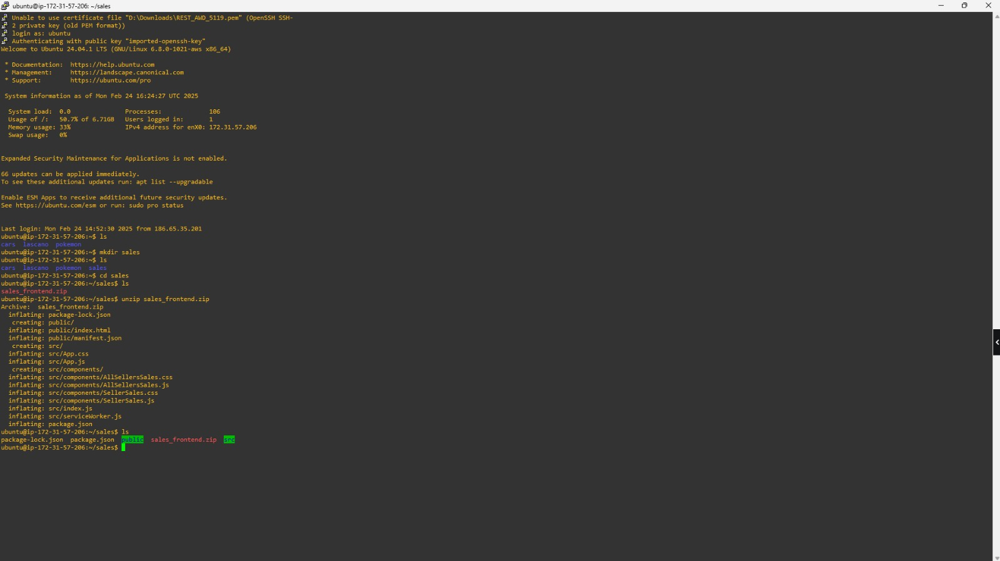 ubuntu@ip-172-31-57-206: ~/sales
Unable to use certificate file "D:\Downloads\REST_AWD_5119.pem" (OpenSSH SSH-
2 private key (old PEM format))
login as: ubuntu
Authenticating with public key "imported-openssh-key"
Welcome to Ubuntu 24.04.1 LTS (GNU/Linux 6.8.0-1021-aws x86_64)
* Documentation:  https://help.ubuntu.com
* Management:     https://landscape.canonical.com
* Support:        https://ubuntu.com/pro
System information as of Mon Feb 24 16:24:27 UTC 2025
System load:  0.0               Processes:             106
Usage of /:   50.7% of 6.71GB   Users logged in:       1
Memory usage: 33%               IPv4 address for enX0: 172.31.57.206
Swap usage:   0%
Expanded Security Maintenance for Applications is not enabled.
66 updates can be applied immediately.
To see these additional updates run: apt list --upgradable
Enable ESM Apps to receive additional future security updates.
See https://ubuntu.com/esm or run: sudo pro status
Last login: Mon Feb 24 14:52:30 2025 from 186.65.35.201
ubuntu@ip-172-31-57-206:~$ ls
cars  lascano  pokemon
ubuntu@ip-172-31-57-206:~$ mkdir sales
ubuntu@ip-172-31-57-206:~$ ls
cars  lascano  pokemon  sales
ubuntu@ip-172-31-57-206:~$ cd sales
ubuntu@ip-172-31-57-206:~/sales$ ls
sales_frontend.zip
ubuntu@ip-172-31-57-206:~/sales$ unzip sales_frontend.zip
Archive:  sales_frontend.zip
inflating: package-lock.json
creating: public/
inflating: public/index.html
inflating: public/manifest.json
creating: src/
inflating: src/App.css
inflating: src/App.js
creating: src/components/
inflating: src/components/AllSellersSales.css
inflating: src/components/AllSellersSales.js
inflating: src/components/SellerSales.css
inflating: src/components/SellerSales.js
inflating: src/index.js
inflating: src/serviceWorker.js
inflating: package.json
ubuntu@ip-172-31-57-206:~/sales$ ls
package-lock.json  package.json  public  sales_frontend.zip  src
ubuntu@ip-172-31-57-206:~/sales$